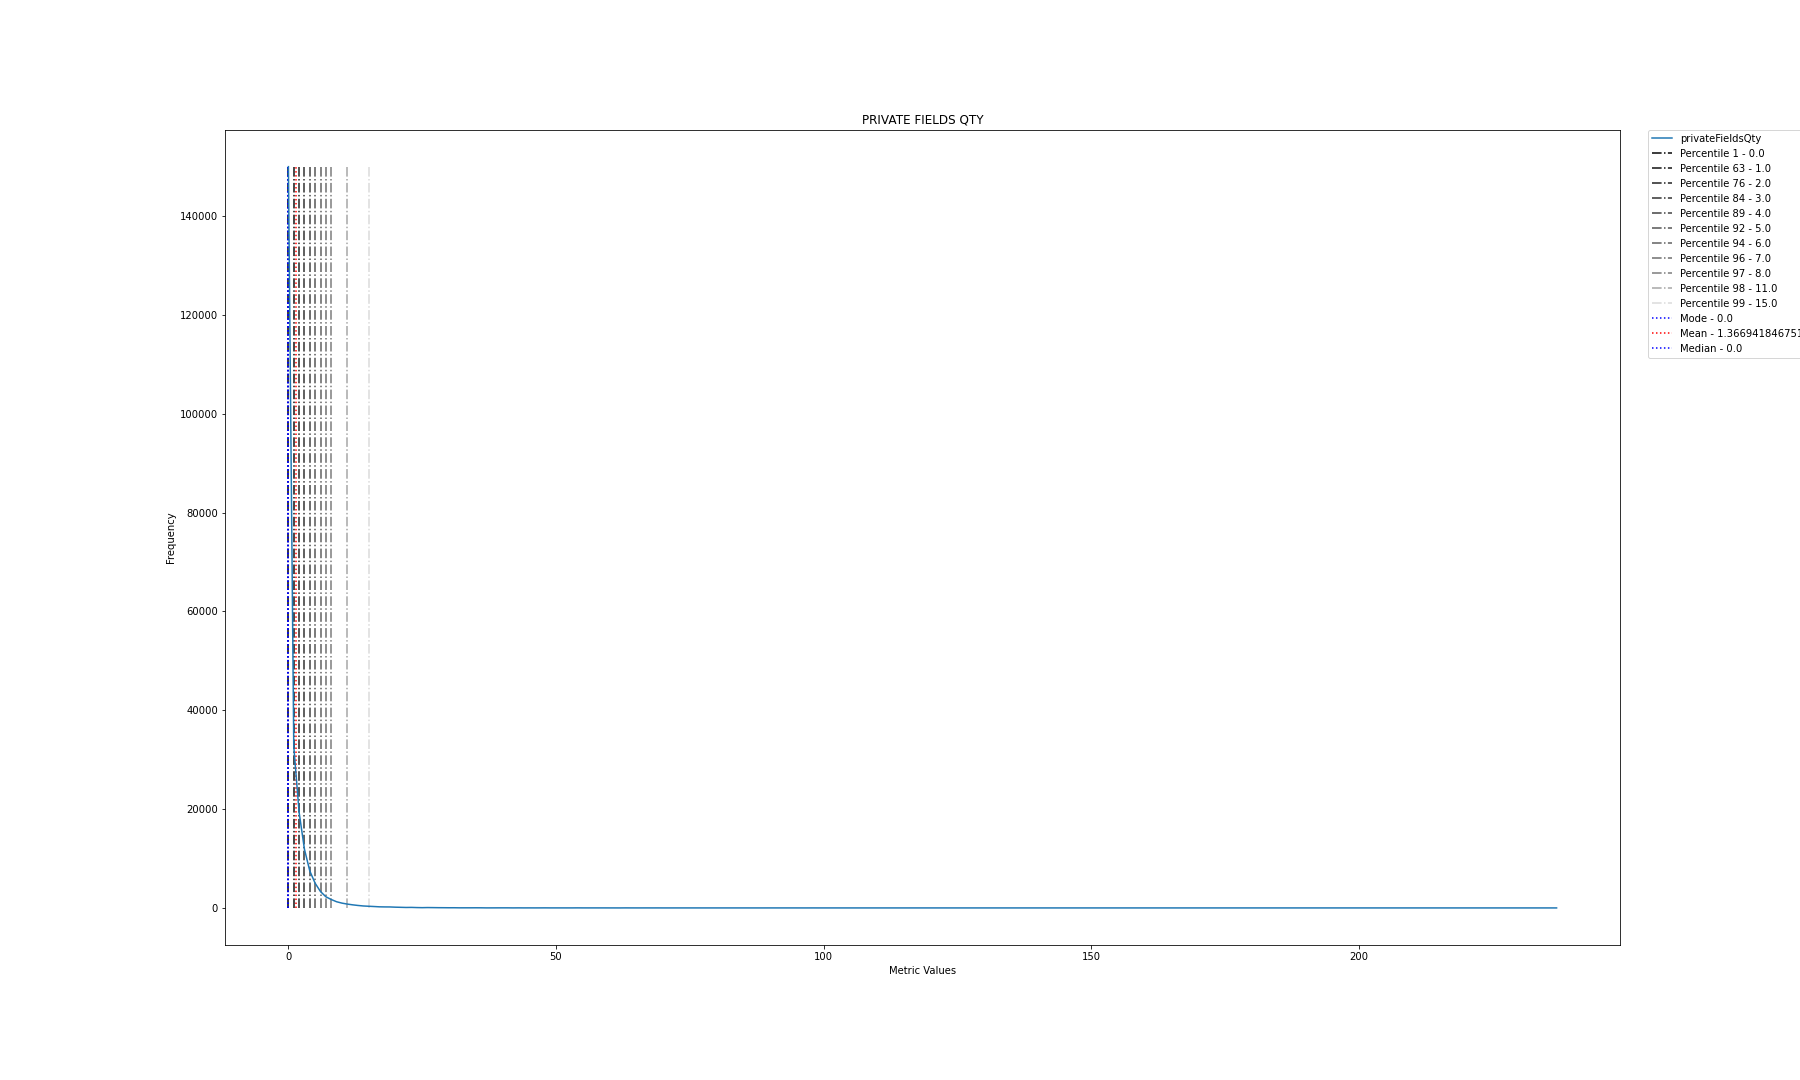 PRIVATE FIELDS QTY
privateFieldsQty
Percentile 1 - 0.0
Percentile 63 - 1.0
Percentile 76 - 2.0
Percentile 84 - 3.0
Percentile 89 - 4.0
Percentile 92 - 5.0
Percentile 94 - 6.0
Percentile 96 - 7.0
Percentile 97 - 8.0
Percentile 98 - 11.0
Percentile 99 - 15.0
Mode - 0.0
Mean - 1.366941846751
Median - 0.0
140000
120000
100000
80000
60000
40000
20000
0
Frequency
0 50 100 150 200
Metric Values